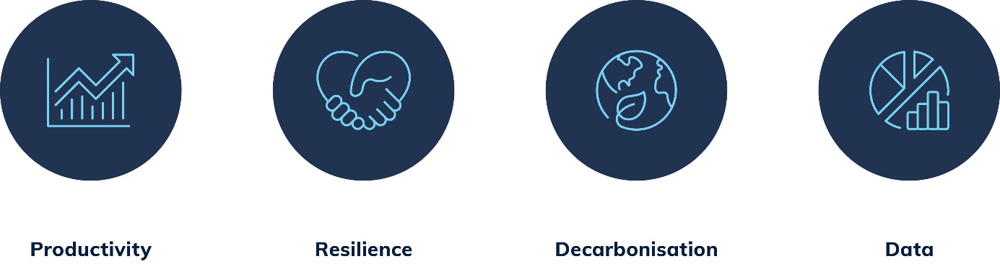 Productivity
Resilience
Decarbonisation
Data